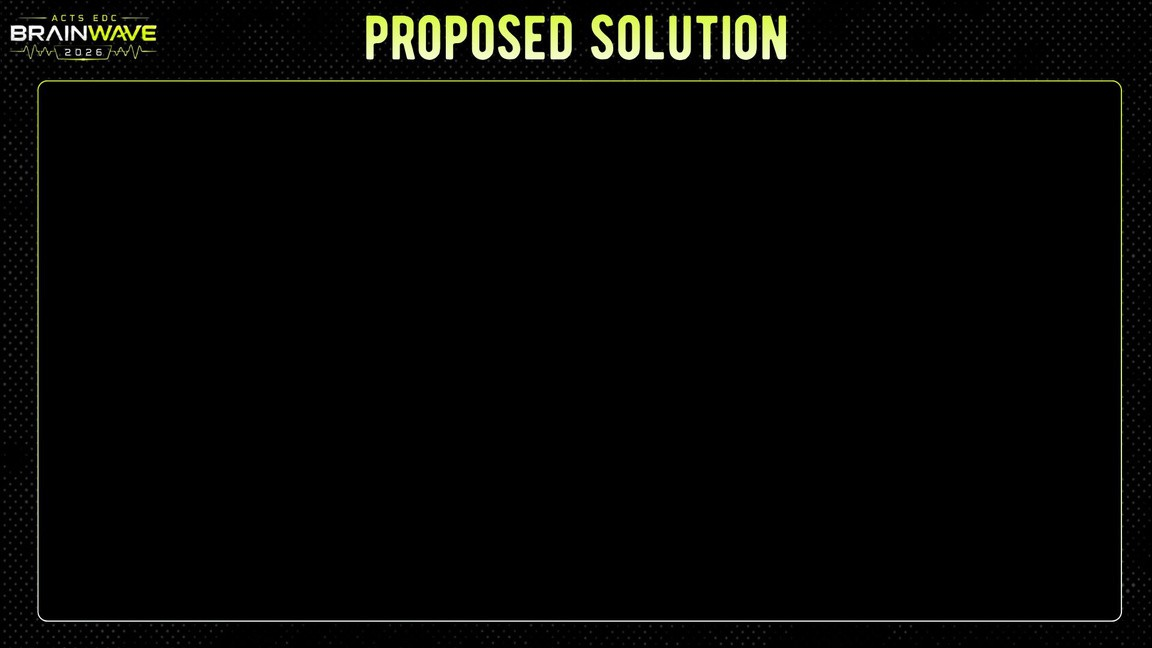 ACTS EDC
BRAINWAVE
2026
PROPOSED SOLUTION